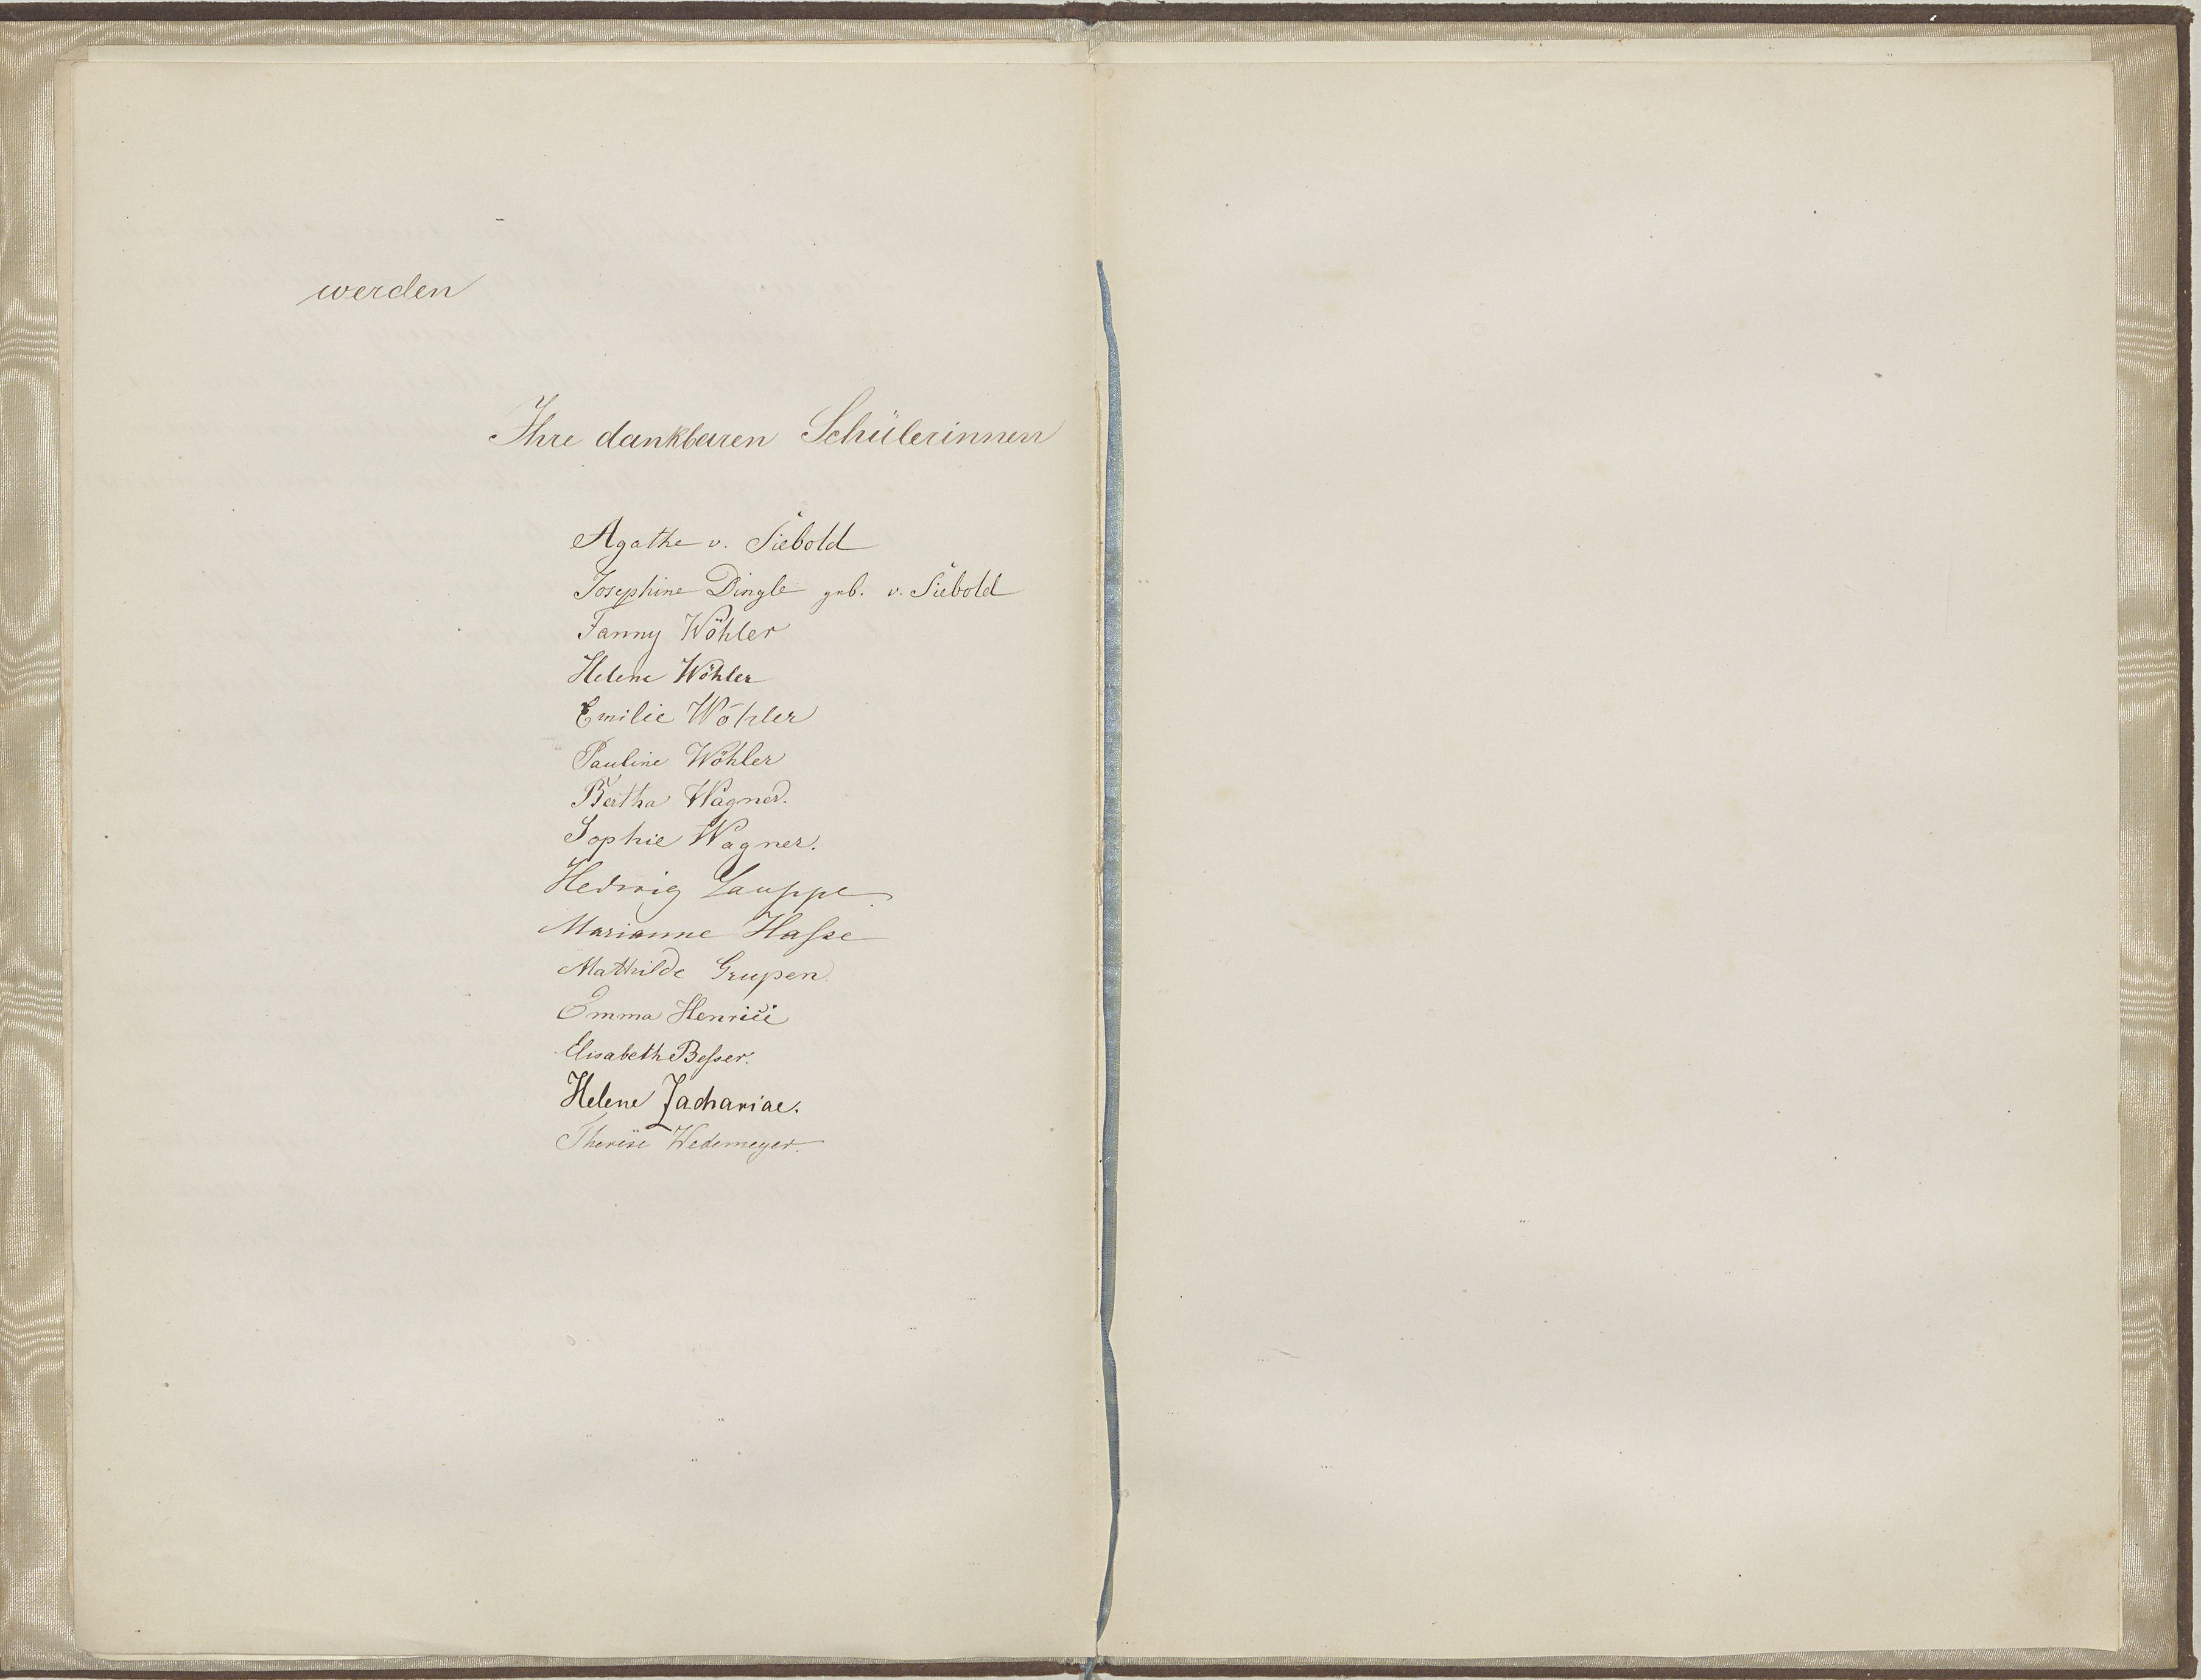 werden
Ihre dankbaren Schülerinnen
Agathe v. Siebold
Josephine Dingle geb. v. Siebold
Fanny Wöhler
Helene Wöhler
Emilie Wöhler
Pauline Wöhler
Bertha Wagner.
Sophie Wagner.
Hedwig Sauppe.
Marianne Haſse
Mathilde Grupen
Emma Henrici
Elisabeth Beſser.
Helene Zachariae.
Therese Wedemeyer.